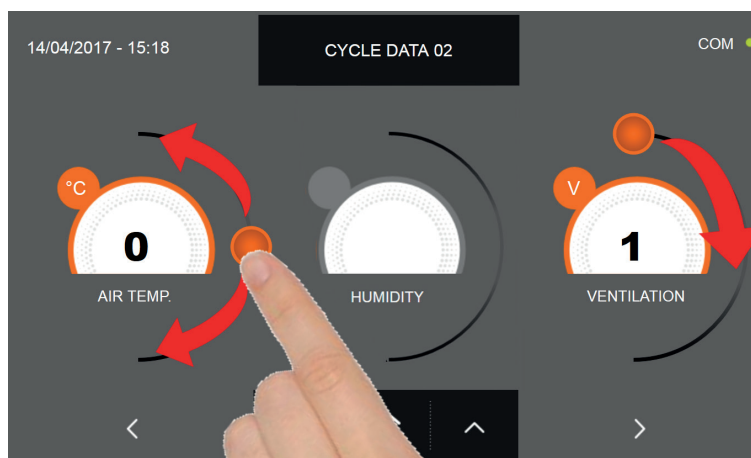 14/04/2017 - 15:18
CYCLE DATA 02
COM
°C
0
AIR TEMP.
HUMIDITY
V
1
VENTILATION